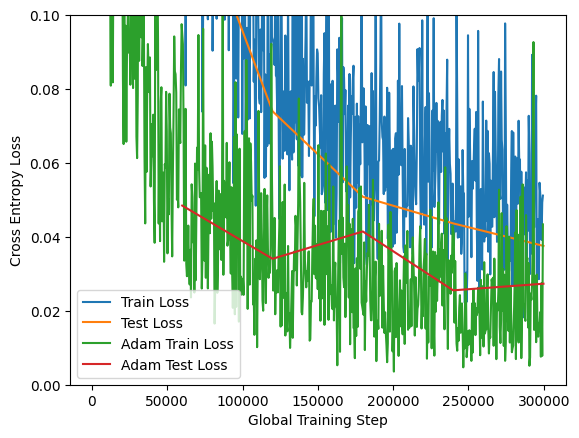 0.10
0.08
0.06
0.04
0.02
0.00
Cross Entropy Loss
Train Loss
Test Loss
Adam Train Loss
Adam Test Loss
0 50000 100000 150000 200000 250000 300000
Global Training Step